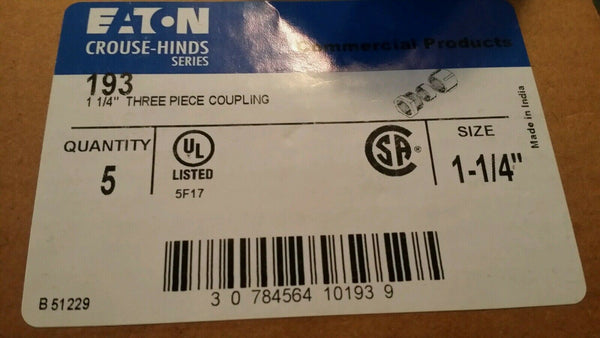 EATON
CROUSE-HINDS
SERIES
Commercial Products
193
1 1/4" THREE PIECE COUPLING
Made in India
QUANTITY
5
UL
LISTED
5F17
CSA
SIZE
1-1/4"
3 0 784564 10193 9
B 51229